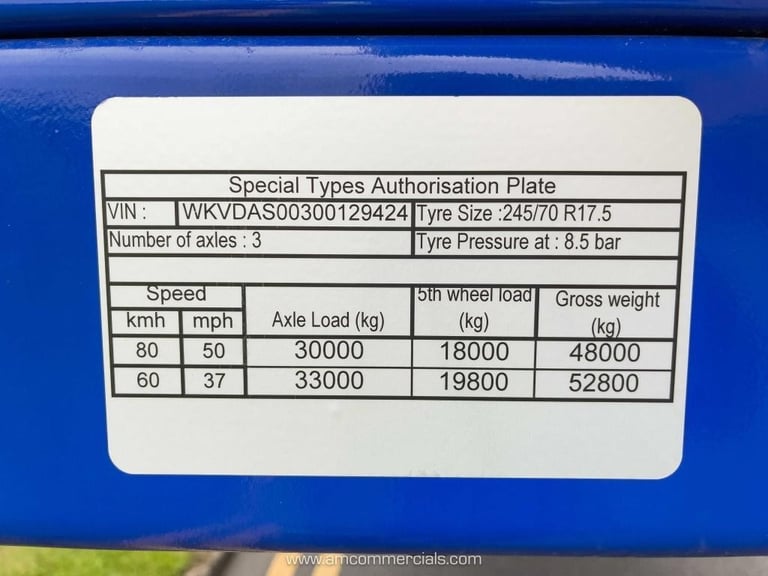 Special Types Authorisation Plate
VIN : WKVDAS00300129424 Tyre Size :245/70 R17.5
Number of axles : 3 Tyre Pressure at : 8.5 bar
Speed Axle Load (kg) 5th wheel load (kg) Gross weight (kg)
kmh mph
80 50 30000 18000 48000
60 37 33000 19800 52800
www.amcommercials.com